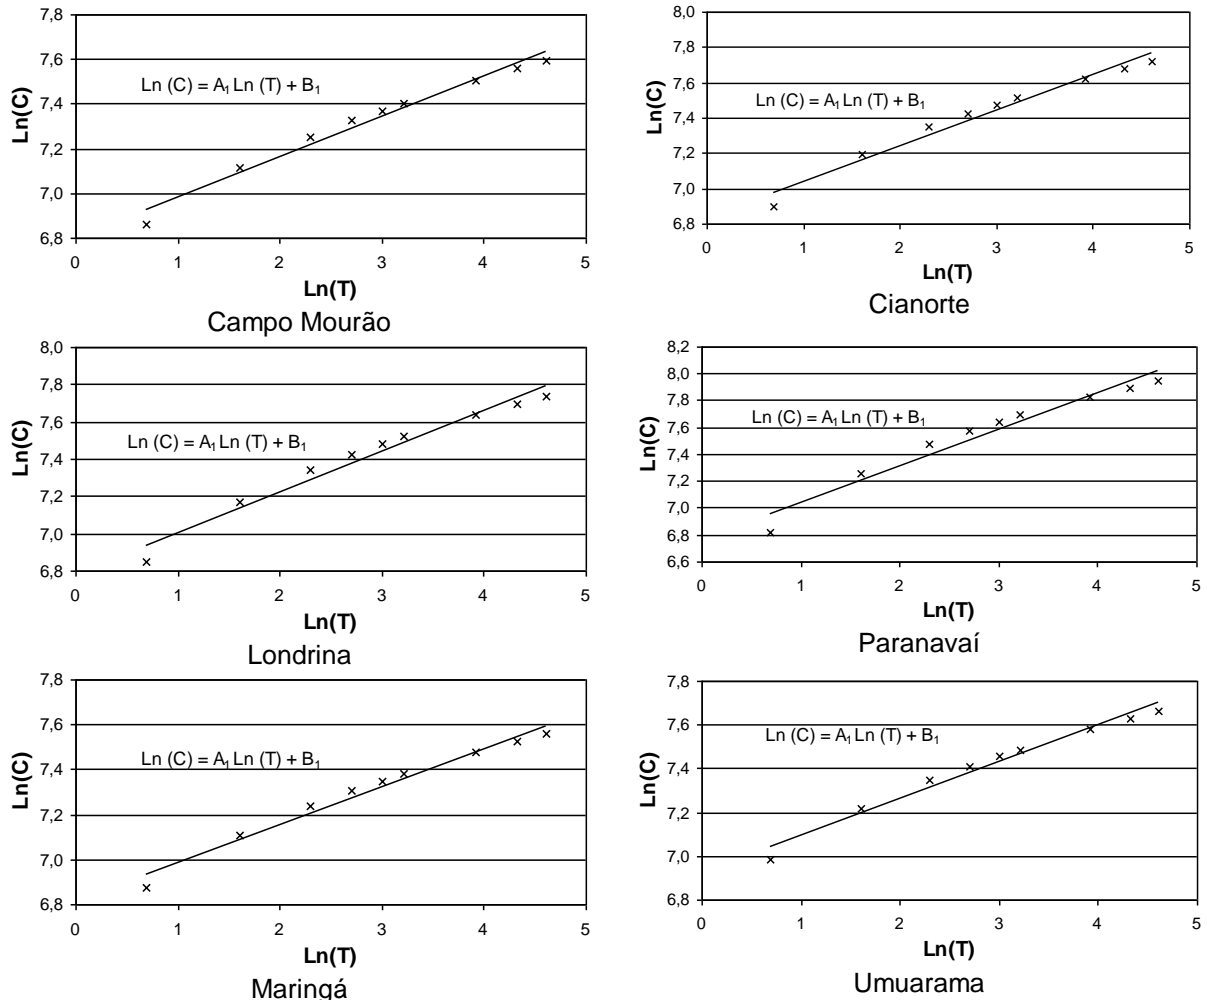 7,8
7,6
7,4
7,2
7,0
6,8
Ln(C)
Ln (C) = A1 Ln (T) + B1
0 1 2 3 4 5
Ln(T)
Campo Mourão
8,0
7,8
7,6
7,4
7,2
7,0
6,8
Ln(C)
Ln (C) = A1 Ln (T) + B1
0 1 2 3 4 5
Ln(T)
Cianorte
8,0
7,8
7,6
7,4
7,2
7,0
6,8
Ln(C)
Ln (C) = A1 Ln (T) + B1
0 1 2 3 4 5
Ln(T)
Londrina
8,2
8,0
7,8
7,6
7,4
7,2
7,0
6,8
6,6
Ln(C)
Ln (C) = A1 Ln (T) + B1
0 1 2 3 4 5
Ln(T)
Paranavaí
7,8
7,6
7,4
7,2
7,0
6,8
Ln(C)
Ln (C) = A1 Ln (T) + B1
0 1 2 3 4 5
Ln(T)
Maringá
7,8
7,6
7,4
7,2
7,0
6,8
Ln(C)
Ln (C) = A1 Ln (T) + B1
0 1 2 3 4 5
Ln(T)
Umuarama